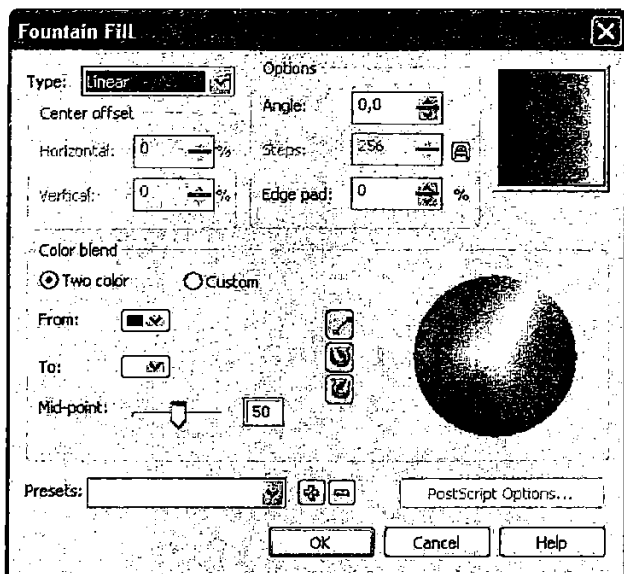 Fountain Fill
Type: Linear
Options
Center offset
Angle: 0,0
Horizontal: 0 %
Steps: 256
Vertical: 0 %
Edge pad: 0 %
Color blend
Two color Custom
From:
To:
Mid-point: 50
Presets:
PostScript Options...
OK Cancel Help